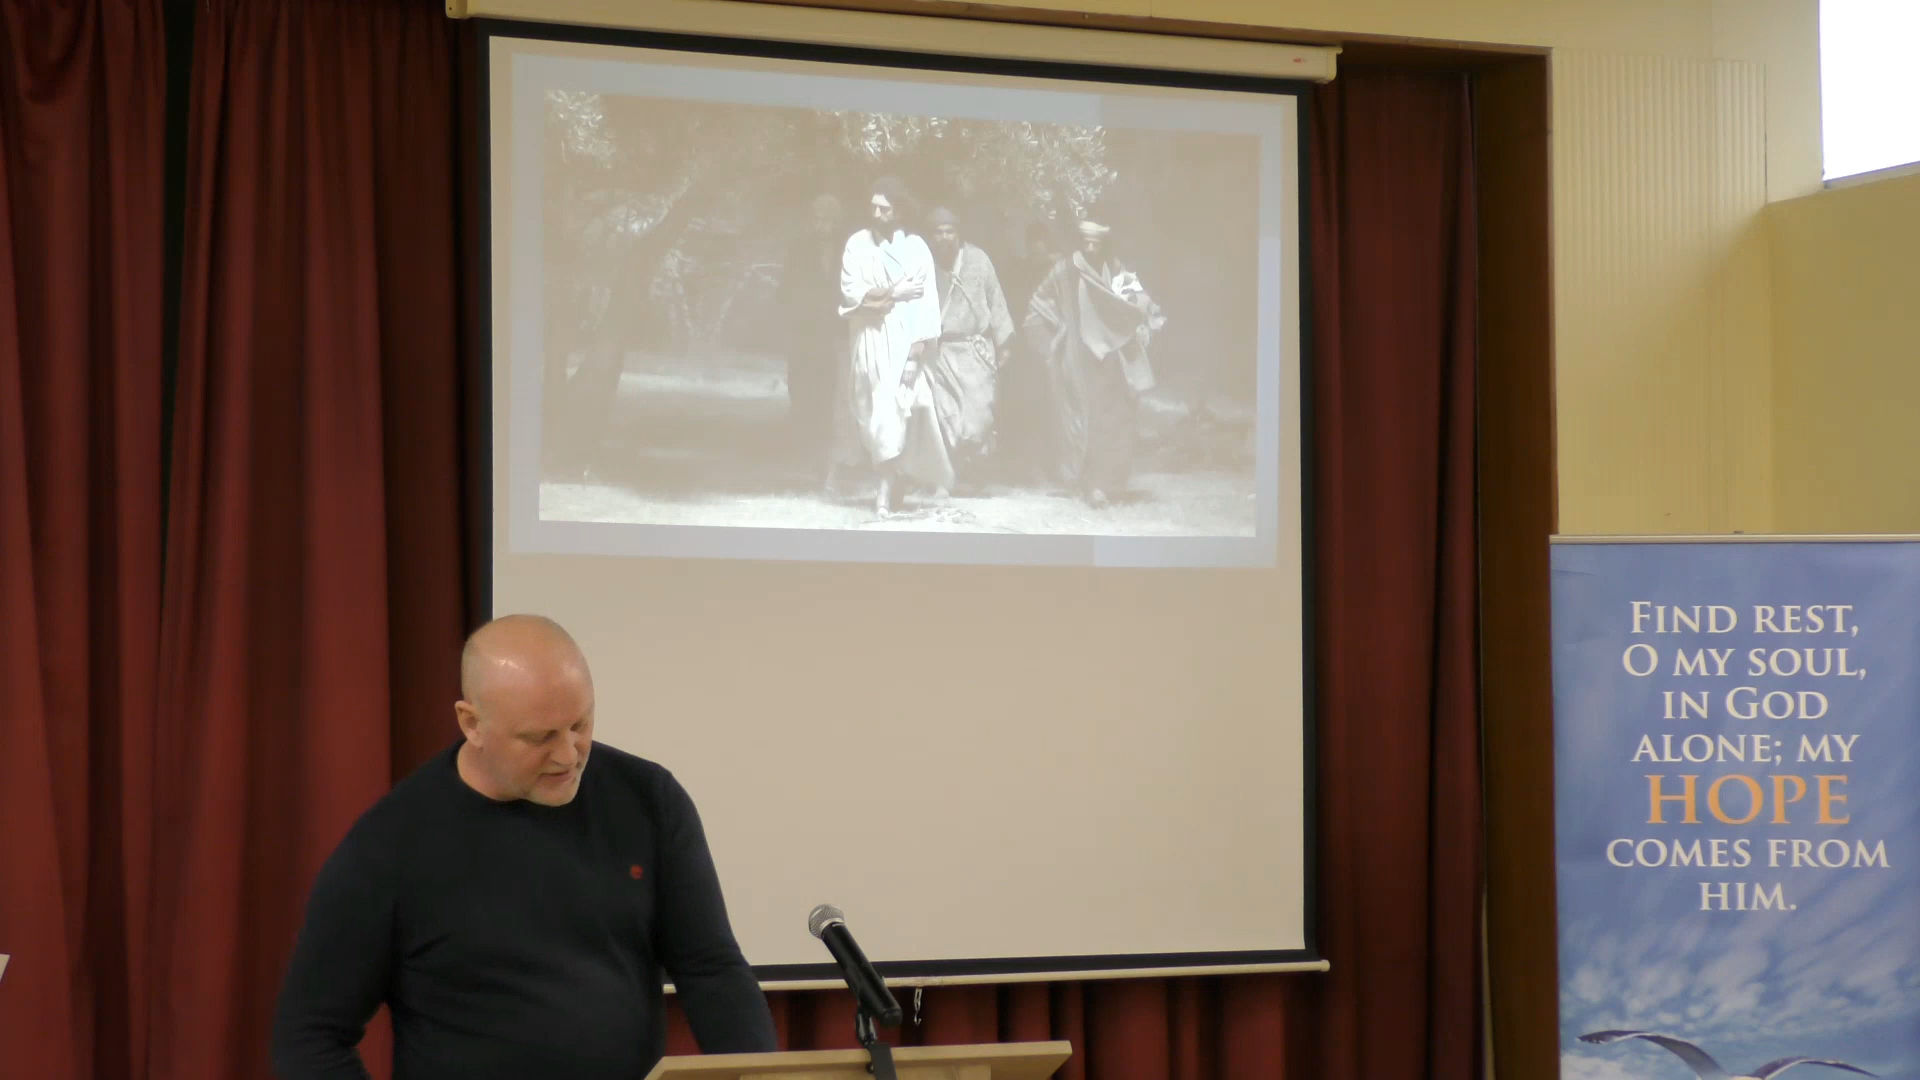 FIND REST,
O MY SOUL,
IN GOD
ALONE; MY
HOPE
COMES FROM
HIM.